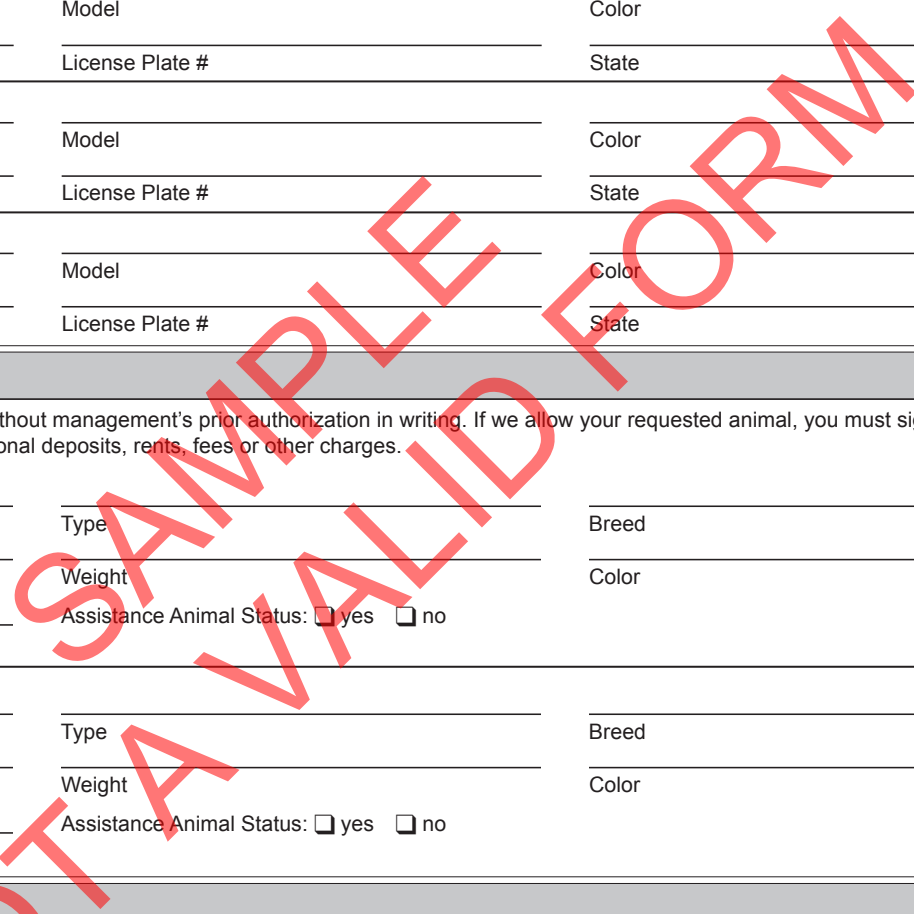 Model Color
License Plate # State
Model Color
License Plate # State
Model Color
License Plate # State
thout management's prior authorization in writing. If we allow your requested animal, you must si
onal deposits, rents, fees or other charges.
Type Breed
Weight Color
Assistance Animal Status: ❑ yes ❑ no
Type Breed
Weight Color
Assistance Animal Status: ❑ yes ❑ no
SAMPLE
OT A VALID FORM